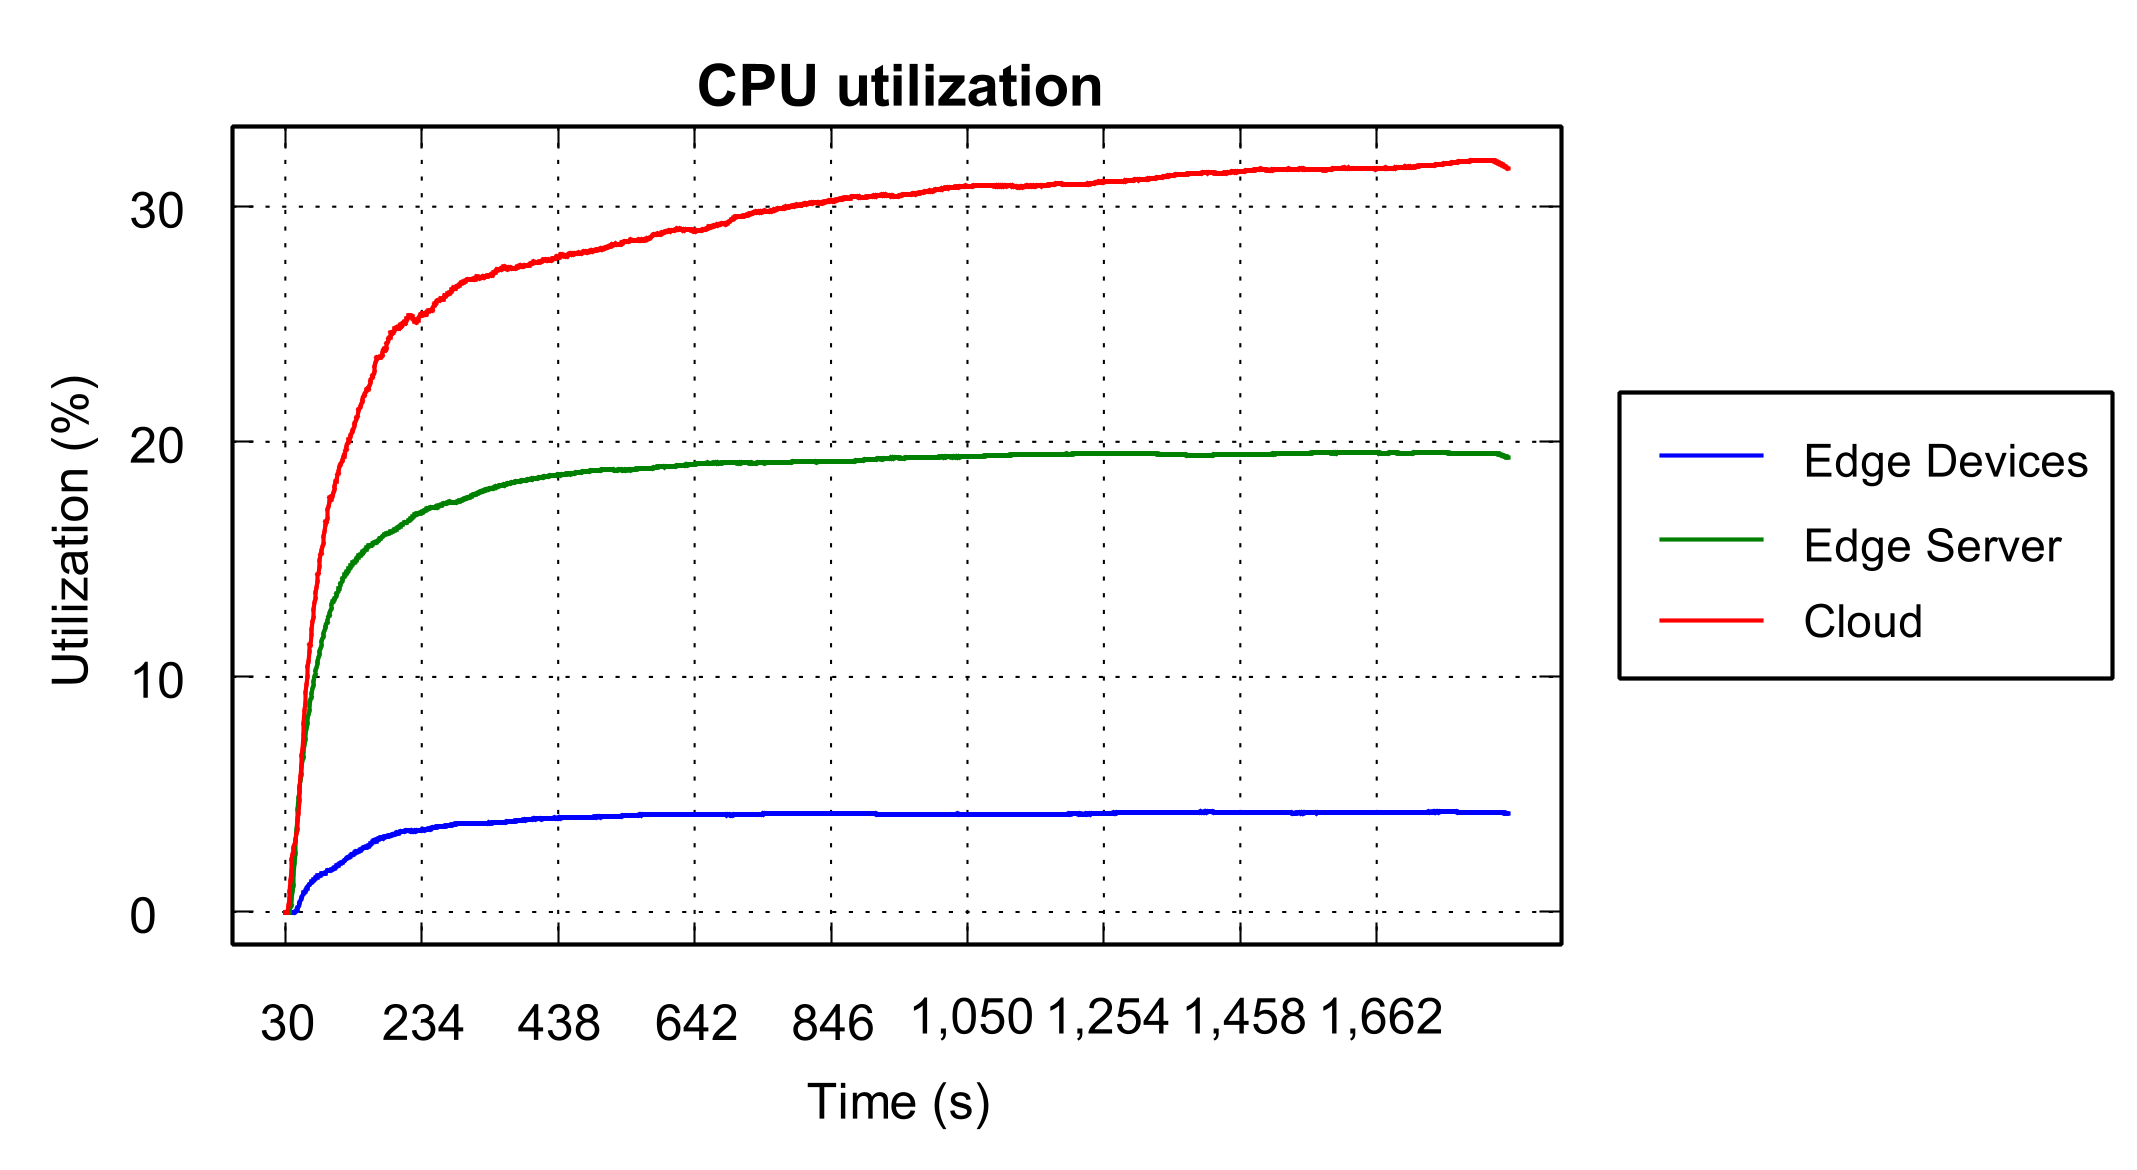 CPU utilization
Utilization (%)
30
20
10
0
30 234 438 642 846 1,050 1,254 1,458 1,662
Time (s)
Edge Devices
Edge Server
Cloud